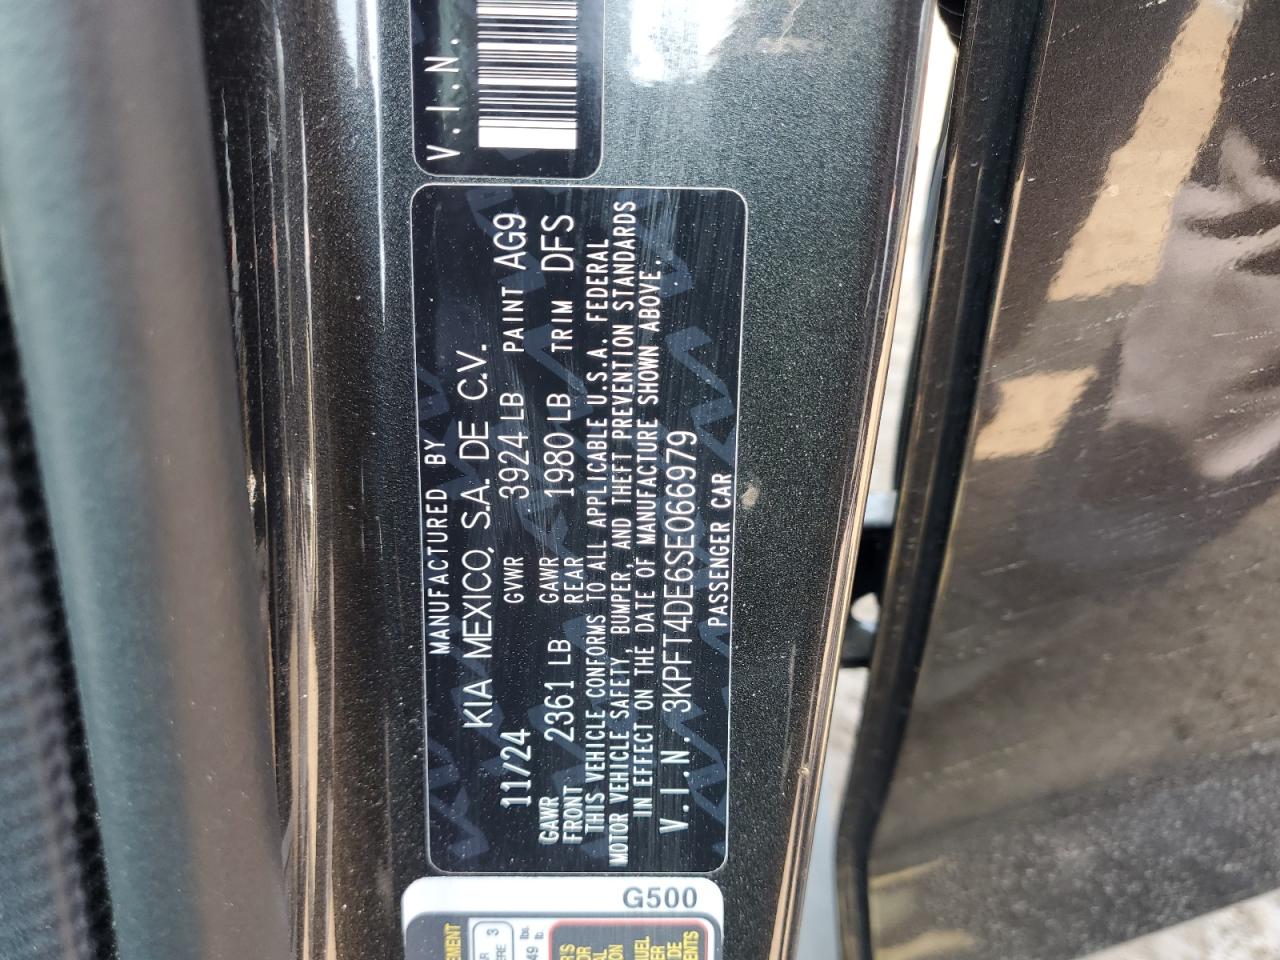 V.I.N.
MANUFACTURED BY
KIA MEXICO, S.A. DE C.V.
11/24 GVWR 3924 LB PAINT AG9
GAWR FRONT 2361 LB GAWR REAR 1980 LB TRIM DFS
THIS VEHICLE CONFORMS TO ALL APPLICABLE U.S.A. FEDERAL
MOTOR VEHICLE SAFETY, BUMPER, AND THEFT PREVENTION STANDARDS
IN EFFECT ON THE DATE OF MANUFACTURE SHOWN ABOVE.
V.I.N. 3KPFT4DE6SE066979
PASSENGER CAR
G500